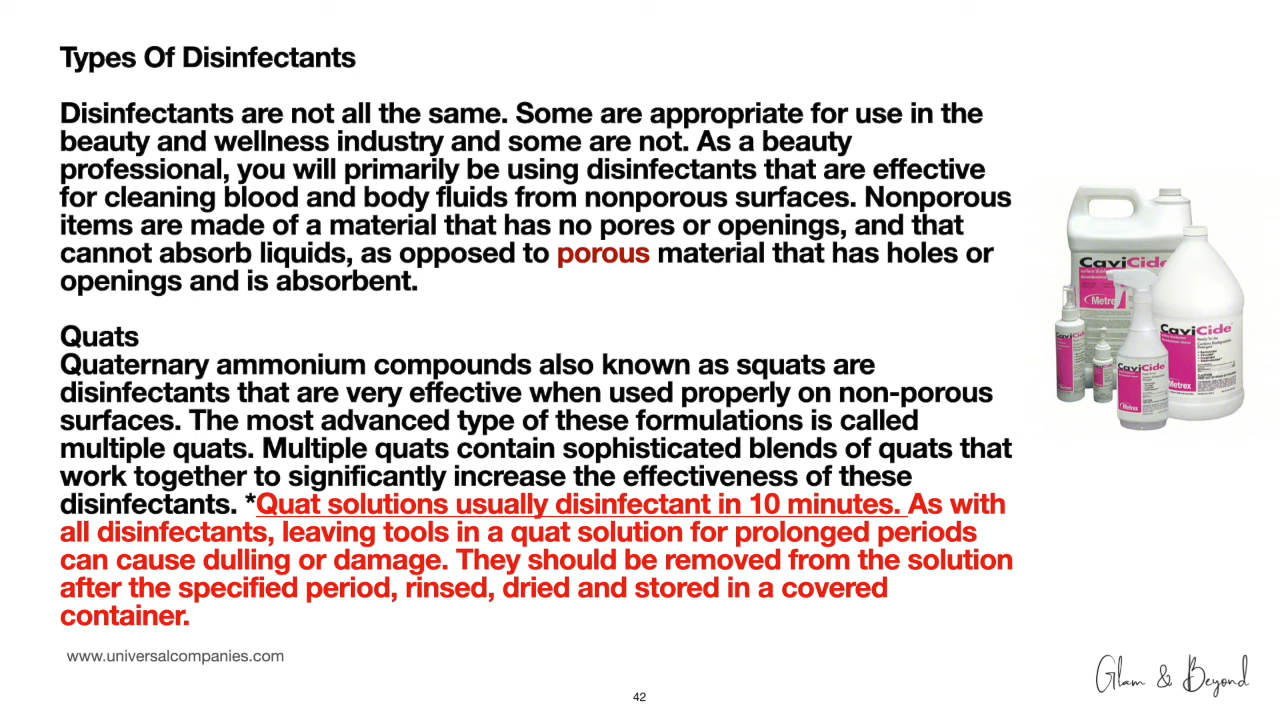 Types Of Disinfectants
Disinfectants are not all the same. Some are appropriate for use in the
beauty and wellness industry and some are not. As a beauty
professional, you will primarily be using disinfectants that are effective
for cleaning blood and body fluids from nonporous surfaces. Nonporous
items are made of a material that has no pores or openings, and that
cannot absorb liquids, as opposed to porous material that has holes or
openings and is absorbent.
Quats
Quaternary ammonium compounds also known as squats are
disinfectants that are very effective when used properly on non-porous
surfaces. The most advanced type of these formulations is called
multiple quats. Multiple quats contain sophisticated blends of quats that
work together to significantly increase the effectiveness of these
disinfectants. *Quat solutions usually disinfectant in 10 minutes. As with
all disinfectants, leaving tools in a quat solution for prolonged periods
can cause dulling or damage. They should be removed from the solution
after the specified period, rinsed, dried and stored in a covered
container.
CaviCide
Metrex
CaviCide
Metrex
CaviCide
Metrex
CaviCide
www.universalcompanies.com
Glam & Beyond
42